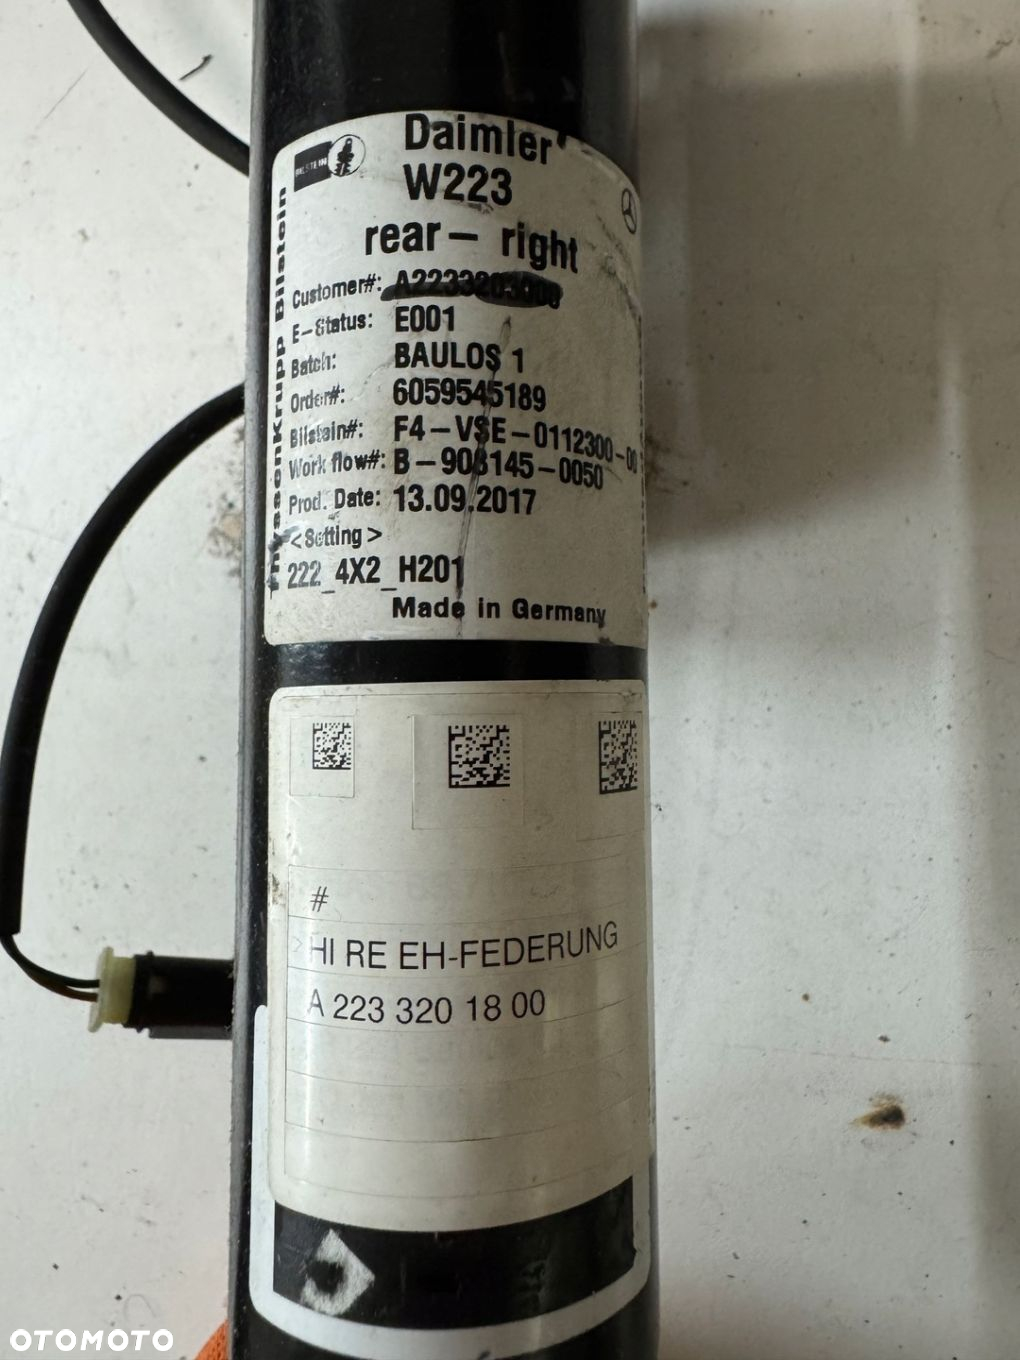 BILSTEIN
Daimler
W223
rear- right
ThyssenKrupp Bilstein
Customer#: A2233203000
E-Status: E001
Batch: BAULOS 1
Order#: 6059545189
Bilstein#: F4-VSE-0112300-00
Work flow#: B-908145-0050
Prod. Date: 13.09.2017
<Setting>
222_4X2_H201
Made in Germany
#
>HI RE EH-FEDERUNG
A 223 320 18 00
OTOMOTO